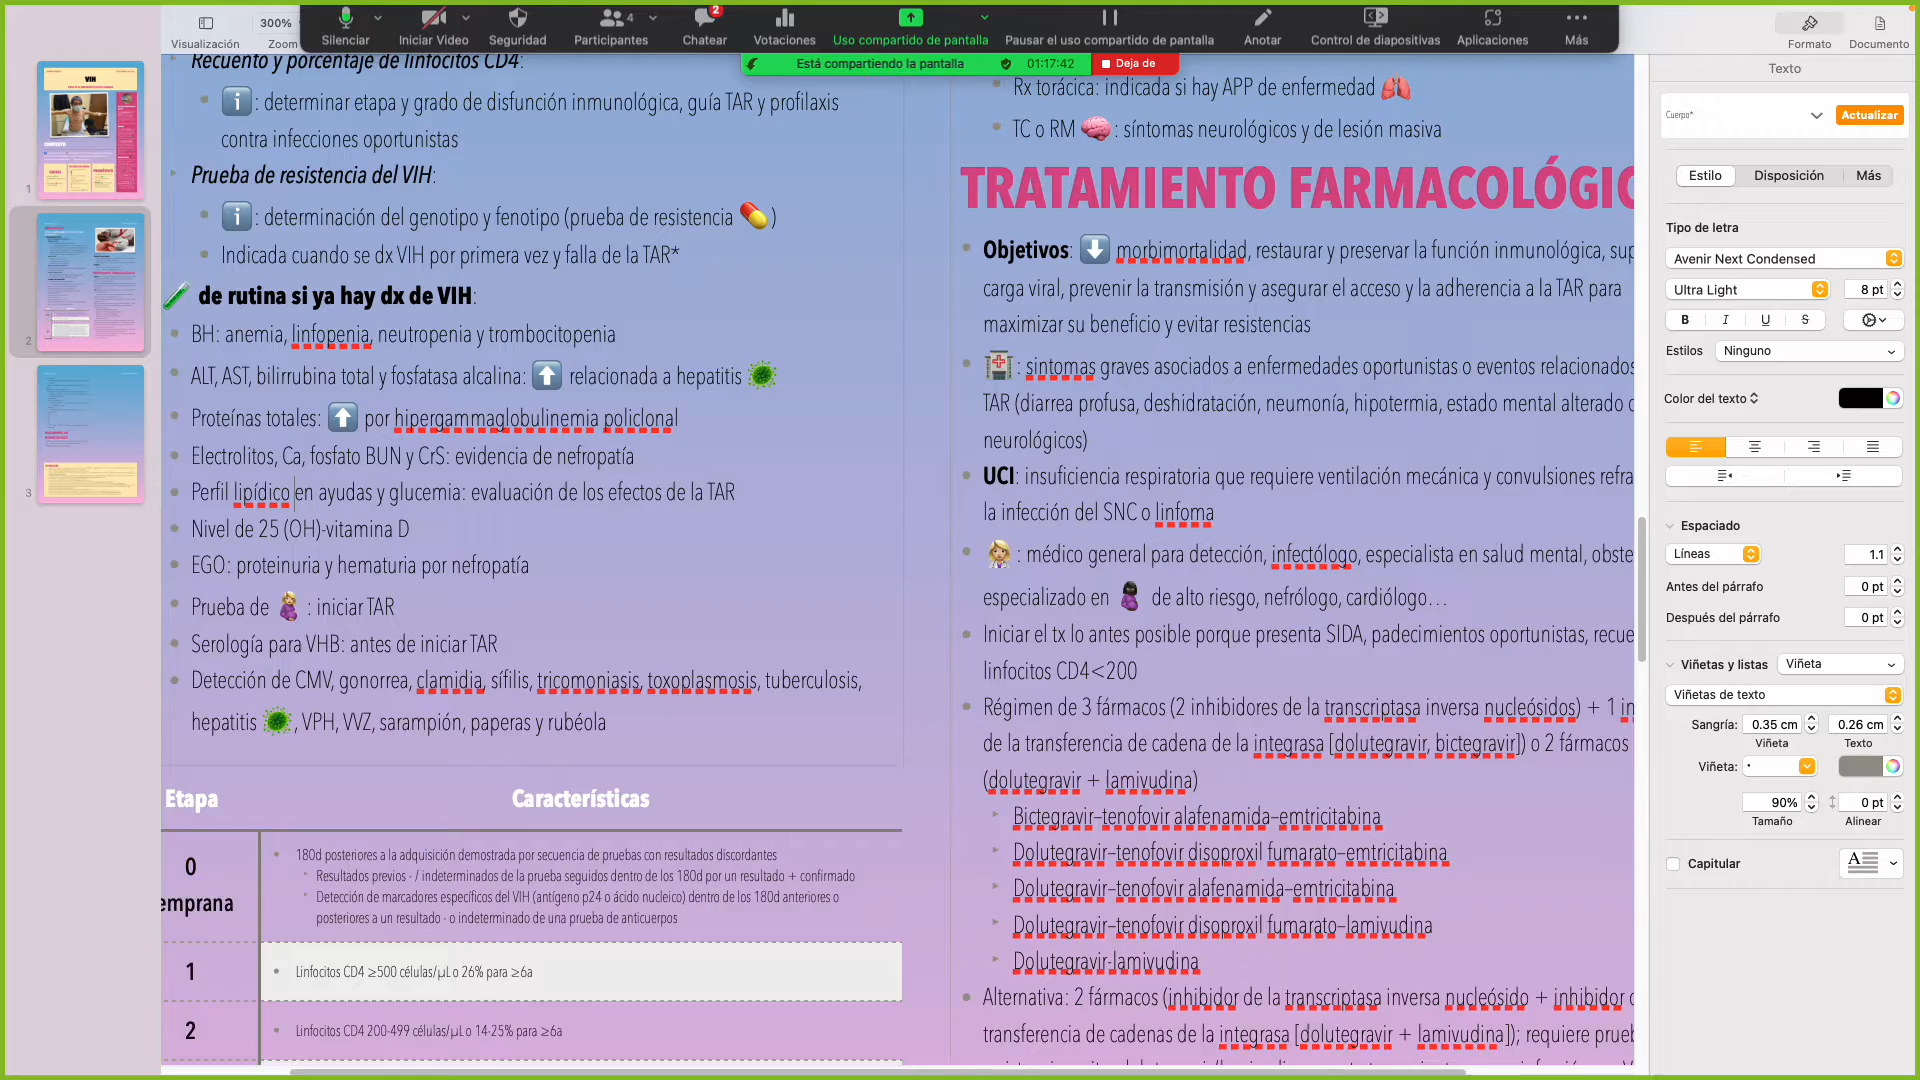 Visualización
300%
Zoom
Silenciar
Iniciar Video
Seguridad
4
Participantes
2
Chatear
Votaciones
Uso compartido de pantalla
Pausar el uso compartido de pantalla
Anotar
Control de diapositivas
Aplicaciones
Más
Está compartiendo la pantalla
01:17:42
Deja de
Formato
Documento
VIH
1
2
3
Recuento y porcentaje de linfocitos CD4:
: determinar etapa y grado de disfunción inmunológica, guía TAR y profilaxis
contra infecciones oportunistas
Prueba de resistencia del VIH:
: determinación del genotipo y fenotipo (prueba de resistencia 💊)
Indicada cuando se dx VIH por primera vez y falla de la TAR*
de rutina si ya hay dx de VIH:
BH: anemia, linfopenia, neutropenia y trombocitopenia
ALT, AST, bilirrubina total y fosfatasa alcalina: ⬆️ relacionada a hepatitis 🦠
Proteínas totales: ⬆️ por hipergammaglobulinemia policlonal
Electrolitos, Ca, fosfato BUN y CrS: evidencia de nefropatía
Perfil lipídico en ayudas y glucemia: evaluación de los efectos de la TAR
Nivel de 25 (OH)-vitamina D
EGO: proteinuria y hematuria por nefropatía
Prueba de 🤰 : iniciar TAR
Serología para VHB: antes de iniciar TAR
Detección de CMV, gonorrea, clamidia, sífilis, tricomoniasis, toxoplasmosis, tuberculosis,
hepatitis 🦠, VPH, VVZ, sarampión, paperas y rubéola
Etapa
Características
0
emprana
180d posteriores a la adquisición demostrada por secuencia de pruebas con resultados discordantes
Resultados previos - / indeterminados de la prueba seguidos dentro de los 180d por un resultado + confirmado
Detección de marcadores específicos del VIH (antígeno p24 o ácido nucleico) dentro de los 180d anteriores o
posteriores a un resultado - o indeterminado de una prueba de anticuerpos
1
Linfocitos CD4 ≥500 células/μL o 26% para ≥6a
2
Linfocitos CD4 200-499 células/μL o 14-25% para ≥6a
Rx torácica: indicada si hay APP de enfermedad 🫁
TC o RM 🧠: síntomas neurológicos y de lesión masiva
TRATAMIENTO FARMACOLÓGIC
Objetivos: ⬇️ morbimortalidad, restaurar y preservar la función inmunológica, sup
carga viral, prevenir la transmisión y asegurar el acceso y la adherencia a la TAR para
maximizar su beneficio y evitar resistencias
🏥: sintomas graves asociados a enfermedades oportunistas o eventos relacionados
TAR (diarrea profusa, deshidratación, neumonía, hipotermia, estado mental alterado o
neurológicos)
UCI: insuficiencia respiratoria que requiere ventilación mecánica y convulsiones refra
la infección del SNC o linfoma
: médico general para detección, infectólogo, especialista en salud mental, obste
especializado en 🤰 de alto riesgo, nefrólogo, cardiólogo…
Iniciar el tx lo antes posible porque presenta SIDA, padecimientos oportunistas, recue
linfocitos CD4<200
Régimen de 3 fármacos (2 inhibidores de la transcriptasa inversa nucleósidos) + 1 in
de la transferencia de cadena de la integrasa [dolutegravir, bictegravir]) o 2 fármacos
(dolutegravir + lamivudina)
Bictegravir–tenofovir alafenamida–emtricitabina
Dolutegravir–tenofovir disoproxil fumarato–emtricitabina
Dolutegravir–tenofovir alafenamida–emtricitabina
Dolutegravir–tenofovir disoproxil fumarato–lamivudina
Dolutegravir-lamivudina
Alternativa: 2 fármacos (inhibidor de la transcriptasa inversa nucleósido + inhibidor d
transferencia de cadenas de la integrasa [dolutegravir + lamivudina]); requiere prueb
Texto
Cuerpo*
Actualizar
Estilo
Disposición
Más
Tipo de letra
Avenir Next Condensed
Ultra Light
8 pt
B I U S
Estilos
Ninguno
Color del texto
Espaciado
Líneas
1.1
Antes del párrafo
0 pt
Después del párrafo
0 pt
Viñetas y listas
Viñeta
Viñetas de texto
Sangría:
0.35 cm
0.26 cm
Viñeta
Texto
Viñeta:
90%
0 pt
Tamaño
Alinear
Capitular